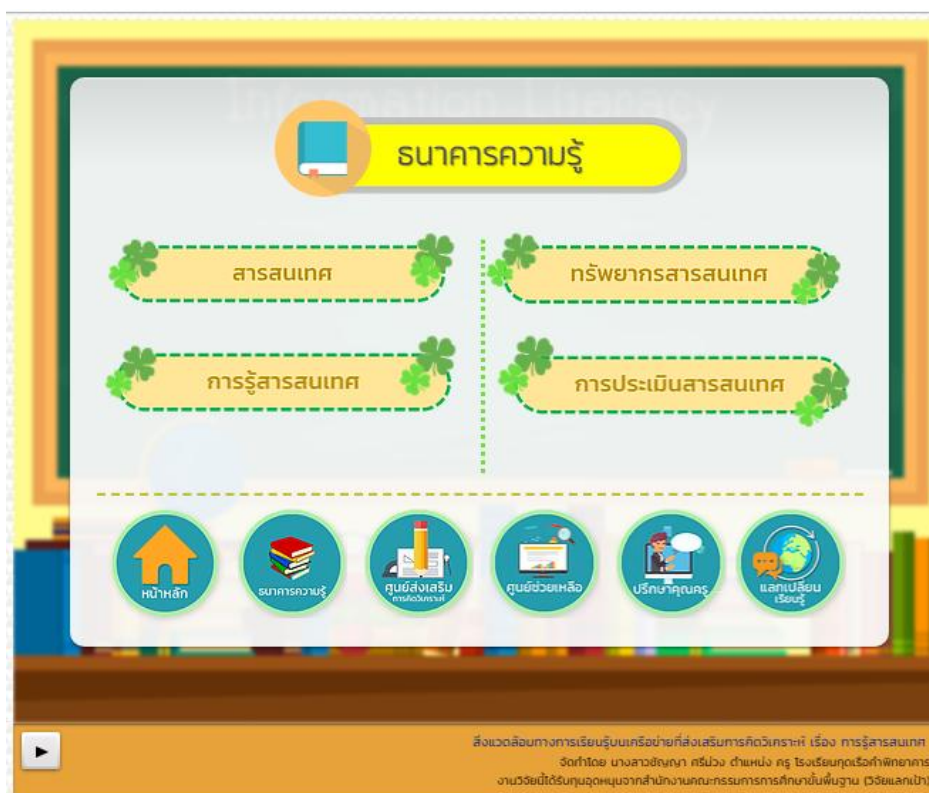 Information Literacy
ธนาคารความรู้
สารสนเทศ
ทรัพยากรสารสนเทศ
การรู้สารสนเทศ
การประเมินสารสนเทศ
หน้าหลัก
ธนาคารความรู้
ศูนย์ส่งเสริม
การคิดวิเคราะห์
ศูนย์ช่วยเหลือ
ปรึกษาคุณครู
แลกเปลี่ยน
เรียนรู้
สิ่งแวดล้อมทางการเรียนรู้บนเครือข่ายที่ส่งเสริมการคิดวิเคราะห์ เรื่อง การรู้สารสนเทศ
จัดทำโดย นางสาวชัญญา ศรีม่วง ตำแหน่ง ครู โรงเรียนกุดเรือคำพิทยาคาร
งานวิจัยนี้ได้รับทุนอุดหนุนจากสำนักงานคณะกรรมการการศึกษาขั้นพื้นฐาน (วิจัยแลกเป้า)